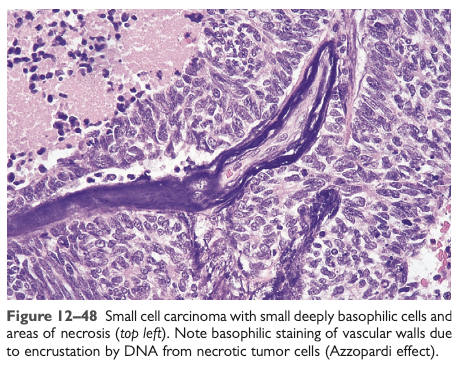 Figure 12–48 Small cell carcinoma with small deeply basophilic cells and
areas of necrosis (top left). Note basophilic staining of vascular walls due
to encrustation by DNA from necrotic tumor cells (Azzopardi effect).